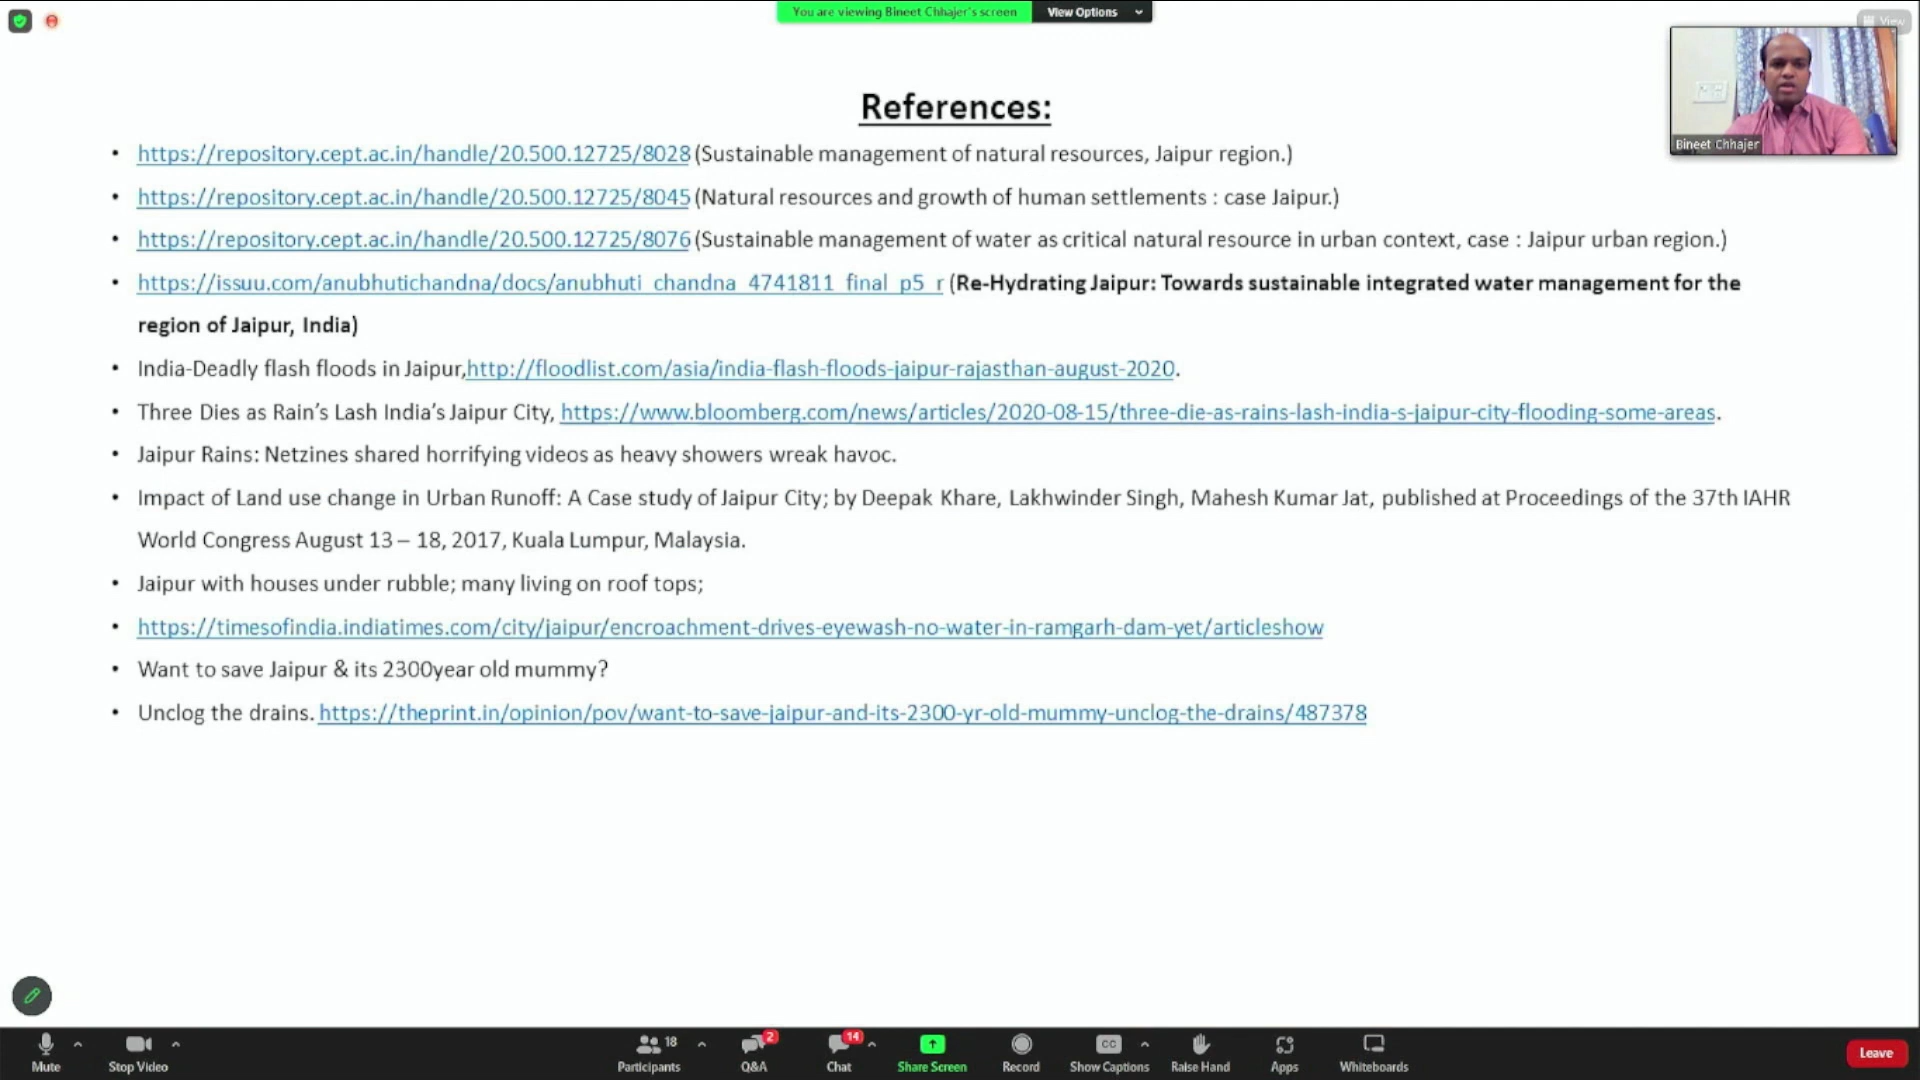 You are viewing Bineet Chhajer's screen View Options
View
References:
Bineet Chhajer
• https://repository.cept.ac.in/handle/20.500.12725/8028 (Sustainable management of natural resources, Jaipur region.)
• https://repository.cept.ac.in/handle/20.500.12725/8045 (Natural resources and growth of human settlements : case Jaipur.)
• https://repository.cept.ac.in/handle/20.500.12725/8076 (Sustainable management of water as critical natural resource in urban context, case : Jaipur urban region.)
• https://issuu.com/anubhutichandna/docs/anubhuti_chandna_4741811_final_p5_r (Re-Hydrating Jaipur: Towards sustainable integrated water management for the
region of Jaipur, India)
• India-Deadly flash floods in Jaipur,http://floodlist.com/asia/india-flash-floods-jaipur-rajasthan-august-2020.
• Three Dies as Rain’s Lash India’s Jaipur City, https://www.bloomberg.com/news/articles/2020-08-15/three-die-as-rains-lash-india-s-jaipur-city-flooding-some-areas.
• Jaipur Rains: Netzines shared horrifying videos as heavy showers wreak havoc.
• Impact of Land use change in Urban Runoff: A Case study of Jaipur City; by Deepak Khare, Lakhwinder Singh, Mahesh Kumar Jat, published at Proceedings of the 37th IAHR
World Congress August 13 – 18, 2017, Kuala Lumpur, Malaysia.
• Jaipur with houses under rubble; many living on roof tops;
• https://timesofindia.indiatimes.com/city/jaipur/encroachment-drives-eyewash-no-water-in-ramgarh-dam-yet/articleshow
• Want to save Jaipur & its 2300year old mummy?
• Unclog the drains. https://theprint.in/opinion/pov/want-to-save-jaipur-and-its-2300-yr-old-mummy-unclog-the-drains/487378
18 2 14 CC
Mute Stop Video Participants Q&A Chat Share Screen Record Show Captions Raise Hand Apps Whiteboards Leave